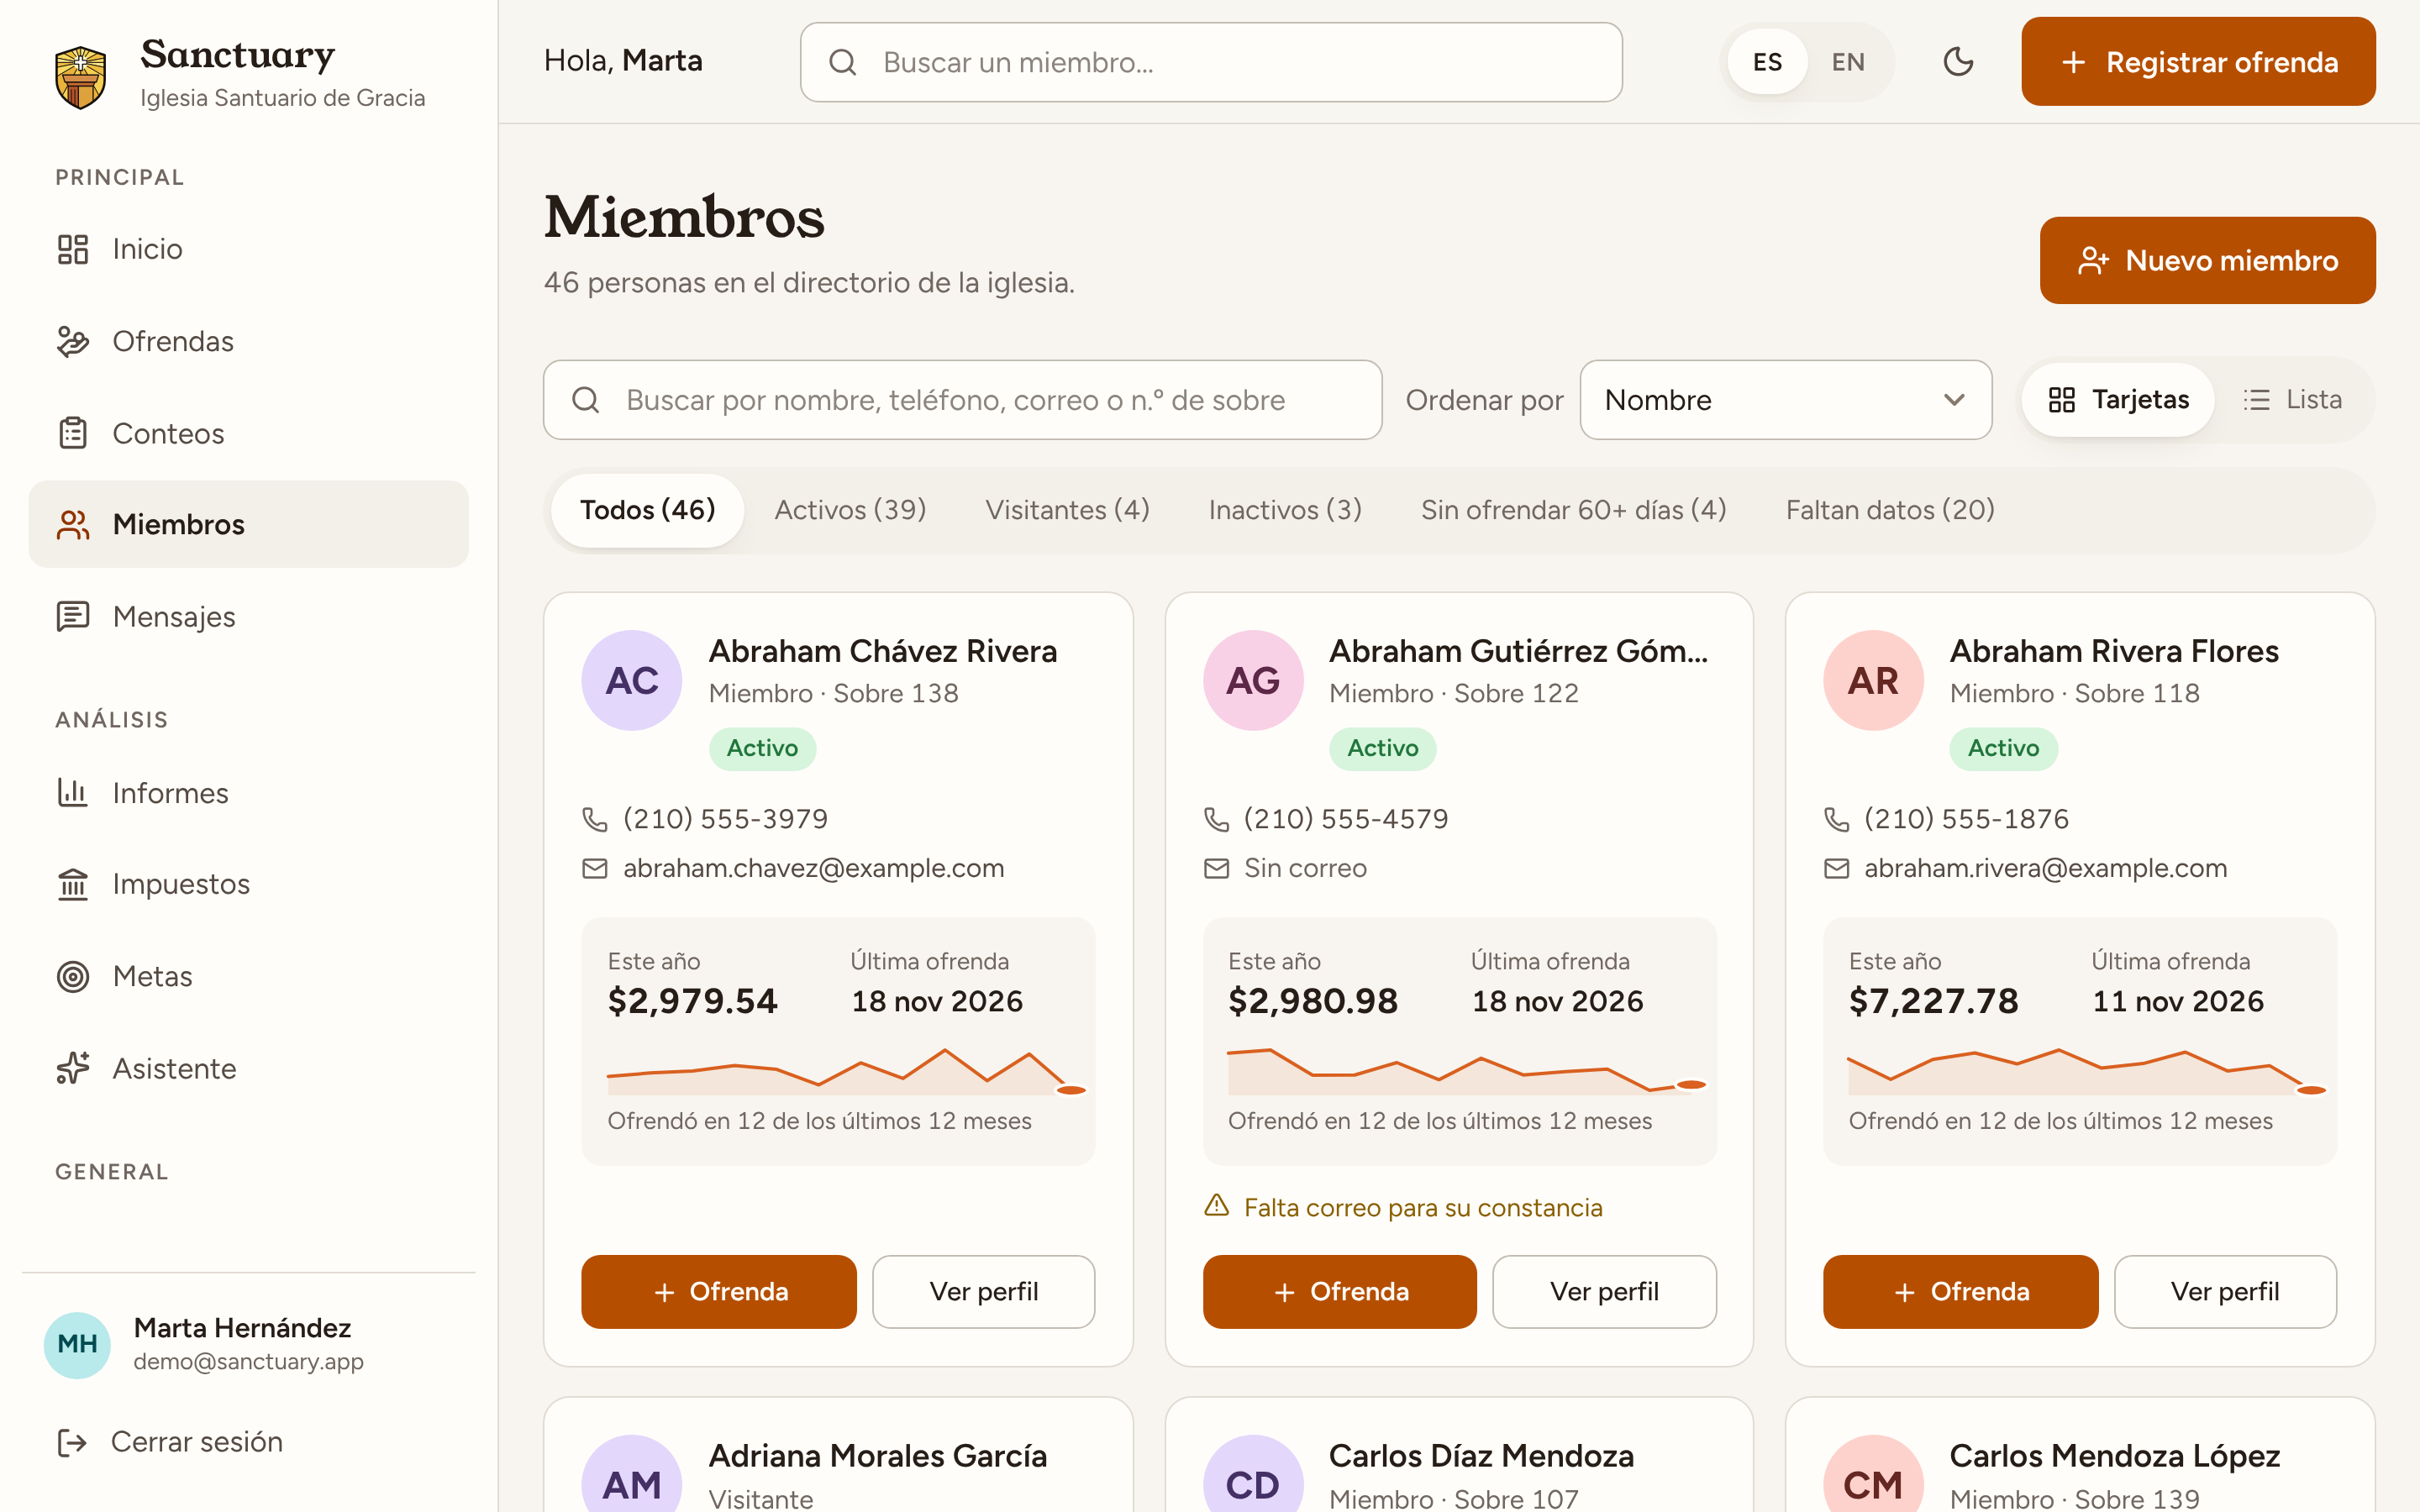 Sanctuary
Iglesia Santuario de Gracia
PRINCIPAL
Inicio
Ofrendas
Conteos
Miembros
Mensajes
ANÁLISIS
Informes
Impuestos
Metas
Asistente
GENERAL
MH
Marta Hernández
demo@sanctuary.app
Cerrar sesión
Hola, Marta
Buscar un miembro...
ES EN
Registrar ofrenda
Miembros
46 personas en el directorio de la iglesia.
Nuevo miembro
Buscar por nombre, teléfono, correo o n.º de sobre
Ordenar por
Nombre
Tarjetas
Lista
Todos (46)
Activos (39)
Visitantes (4)
Inactivos (3)
Sin ofrendar 60+ días (4)
Faltan datos (20)
AC
Abraham Chávez Rivera
Miembro · Sobre 138
Activo
(210) 555-3979
abraham.chavez@example.com
Este año
$2,979.54
Última ofrenda
18 nov 2026
Ofrendó en 12 de los últimos 12 meses
+ Ofrenda
Ver perfil
AG
Abraham Gutiérrez Góm...
Miembro · Sobre 122
Activo
(210) 555-4579
Sin correo
Este año
$2,980.98
Última ofrenda
18 nov 2026
Ofrendó en 12 de los últimos 12 meses
Falta correo para su constancia
+ Ofrenda
Ver perfil
AR
Abraham Rivera Flores
Miembro · Sobre 118
Activo
(210) 555-1876
abraham.rivera@example.com
Este año
$7,227.78
Última ofrenda
11 nov 2026
Ofrendó en 12 de los últimos 12 meses
+ Ofrenda
Ver perfil
AM
Adriana Morales García
Visitante
CD
Carlos Díaz Mendoza
Miembro · Sobre 107
CM
Carlos Mendoza López
Miembro · Sobre 139